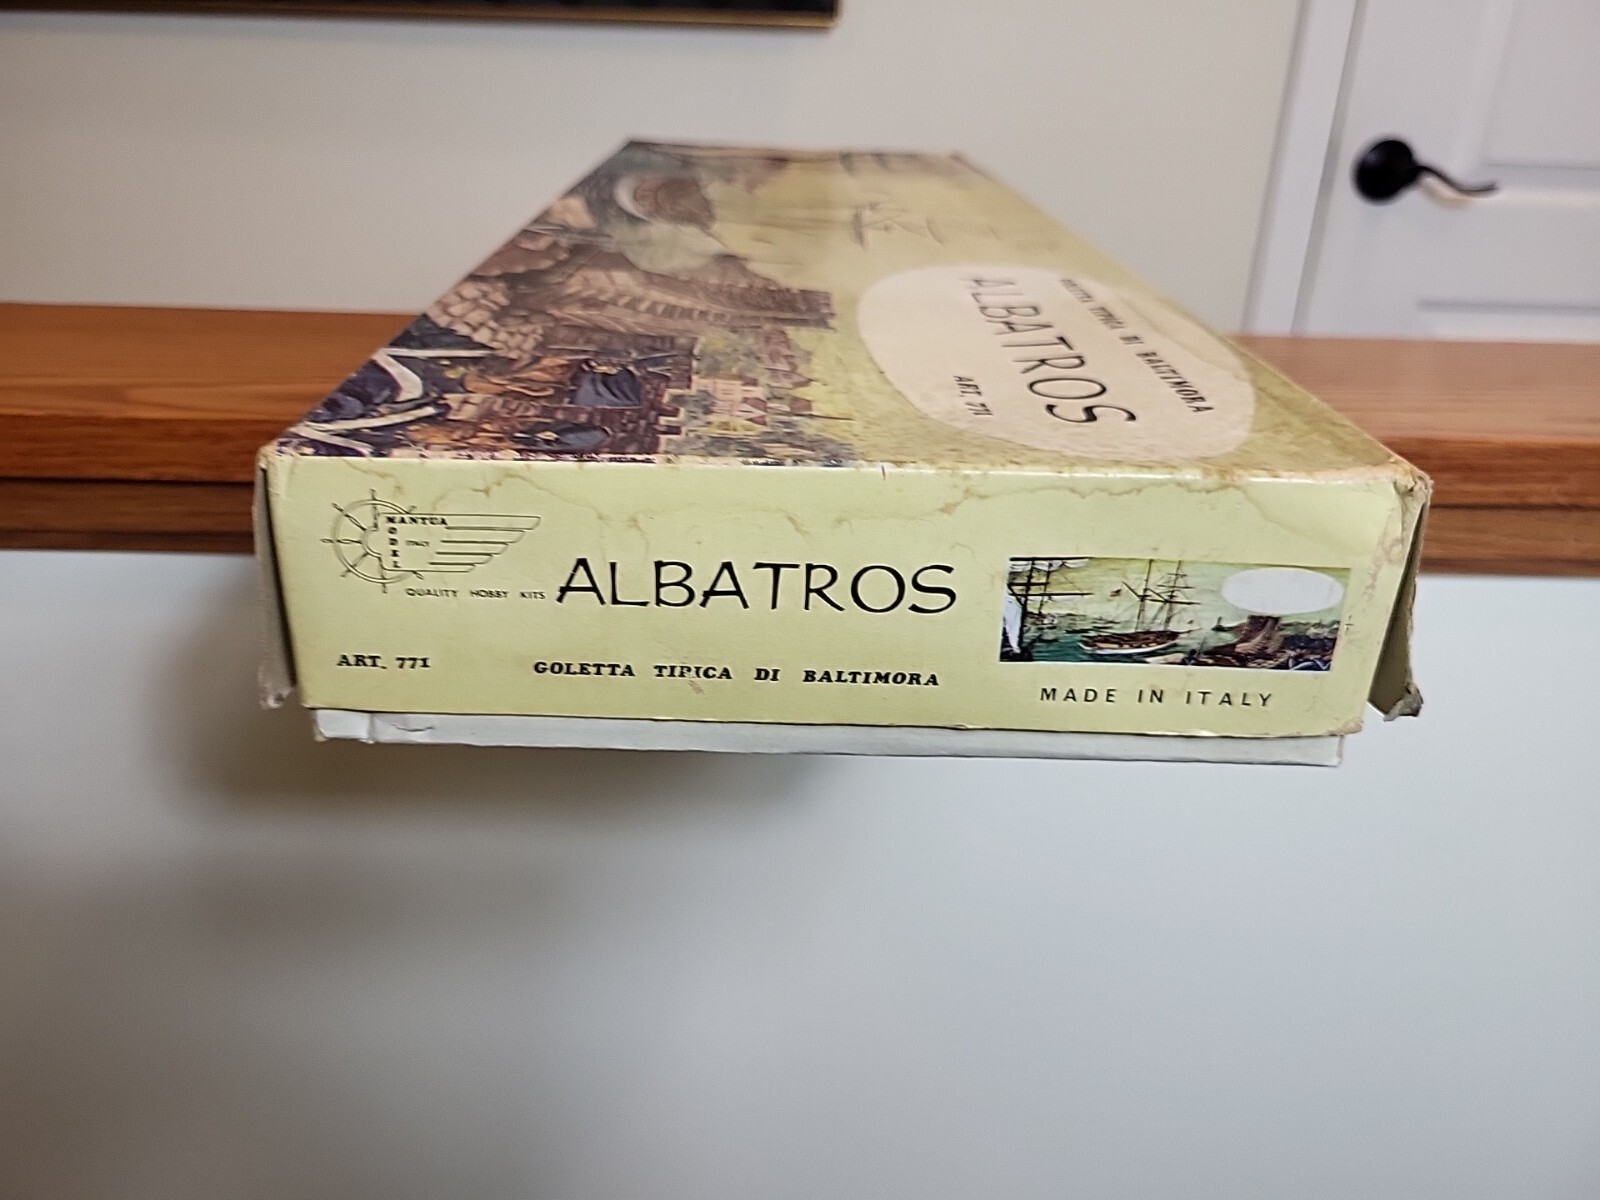 GOLETTA TIPICA DI BALTIMORA
ALBATROS
ART. 771
MANTUA
MODEL
ITALY
QUALITY HOBBY KITS
ALBATROS
ART. 771
GOLETTA TIPICA DI BALTIMORA
MADE IN ITALY